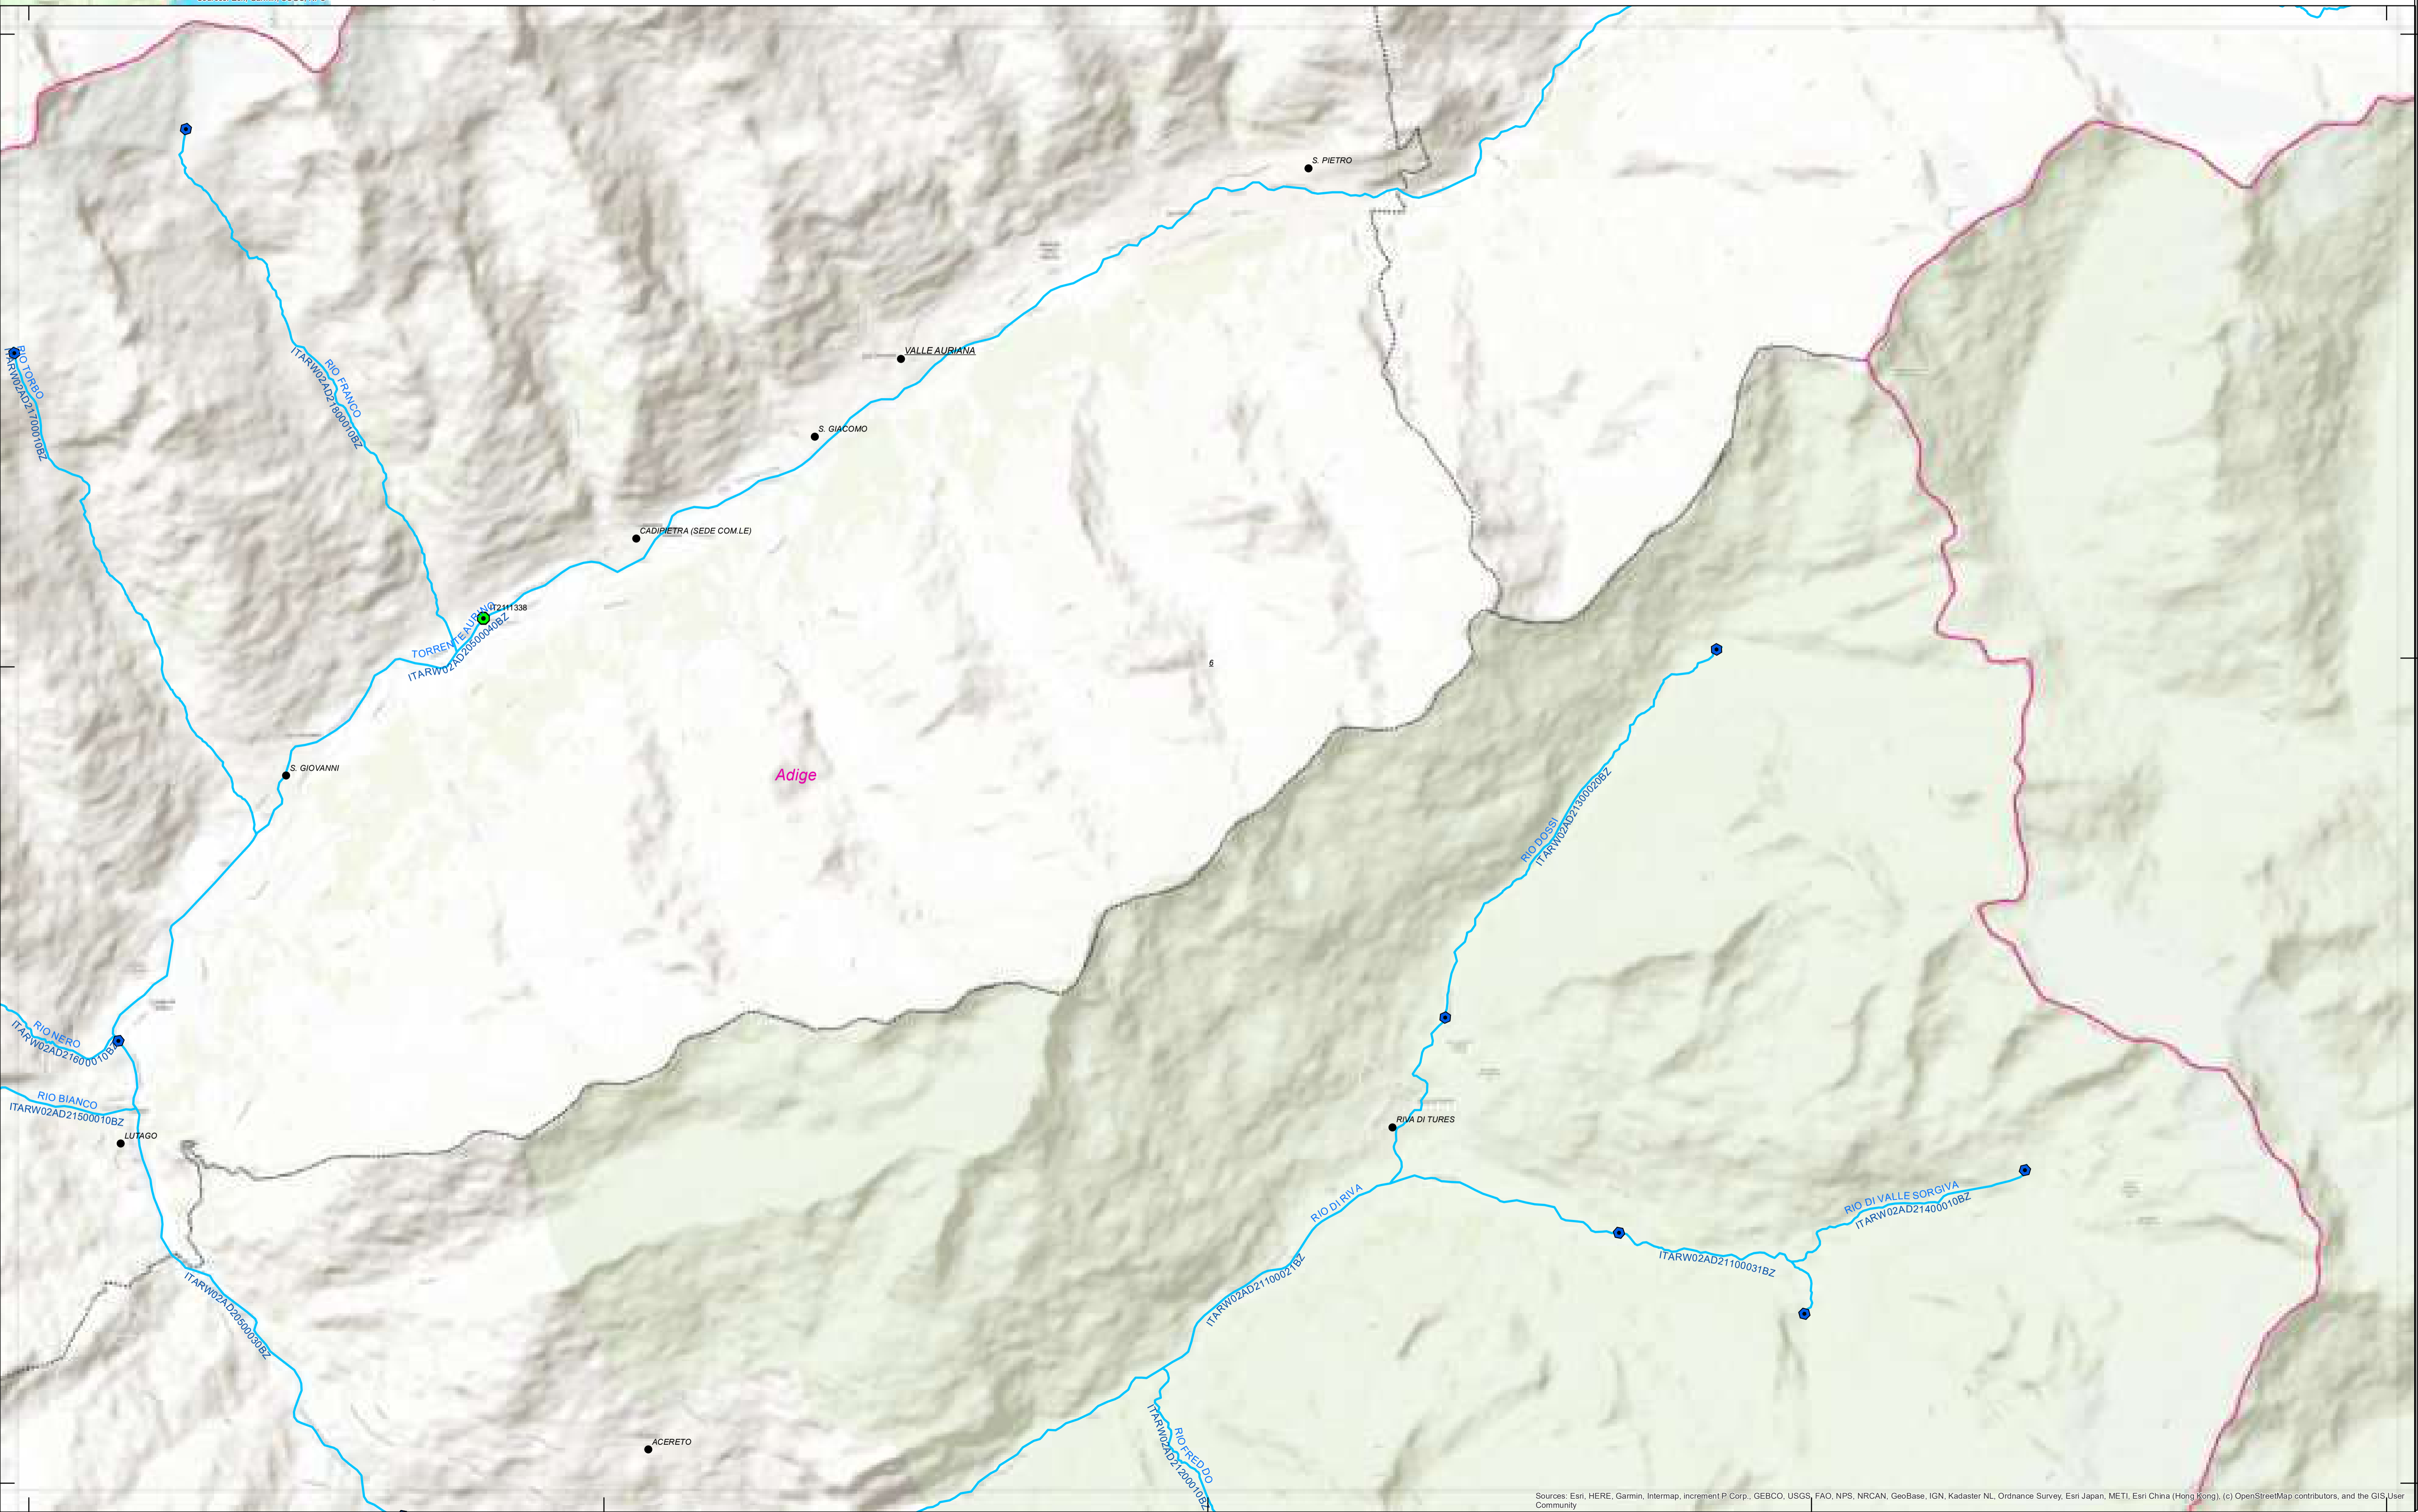 S. PIETRO
VALLE AURIANA
RIO TORBO
ITARW02AD21700010BZ
RIO FRANCO
ITARW02AD21800010BZ
S. GIACOMO
CADIPIETRA (SEDE COM.LE)
IT2111338
TORRENTE AURINO
ITARW02AD20500040BZ
6
S. GIOVANNI
Adige
RIO DOSSI
ITARW02AD21300020BZ
RIO NERO
ITARW02AD21600010BZ
RIO BIANCO
ITARW02AD21500010BZ
LUTAGO
RIVA DI TURES
RIO DI RIVA
ITARW02AD21100021BZ
RIO DI VALLE SORGIVA
ITARW02AD21400010BZ
ITARW02AD21100031BZ
ITARW02AD20500030BZ
ACERETO
RIO FREDDO
ITARW02AD21200010BZ
Sources: Esri, HERE, Garmin, Intermap, increment P Corp., GEBCO, USGS, FAO, NPS, NRCAN, GeoBase, IGN, Kadaster NL, Ordnance Survey, Esri Japan, METI, Esri China (Hong Kong), (c) OpenStreetMap contributors, and the GIS User
Community